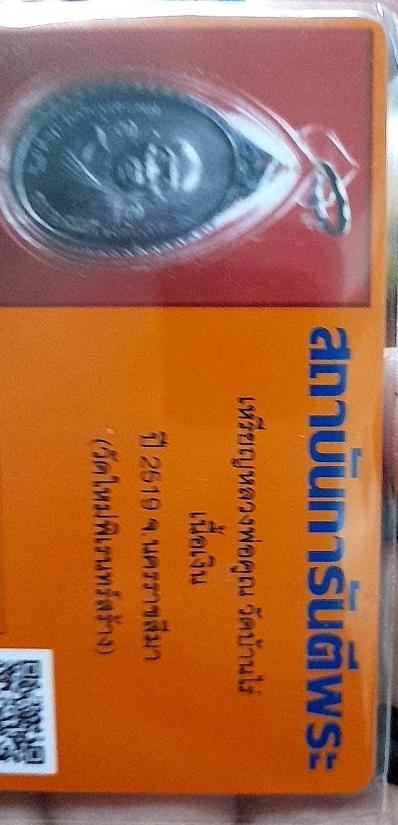 สถาบันการันตีพระ
เหรียญหลวงพ่อคูณ วัดบ้านไร่
เนื้อเงิน
ปี 2519 จ.นครราชสีมา
(วัดใหม่พิเรนทร์สร้าง)